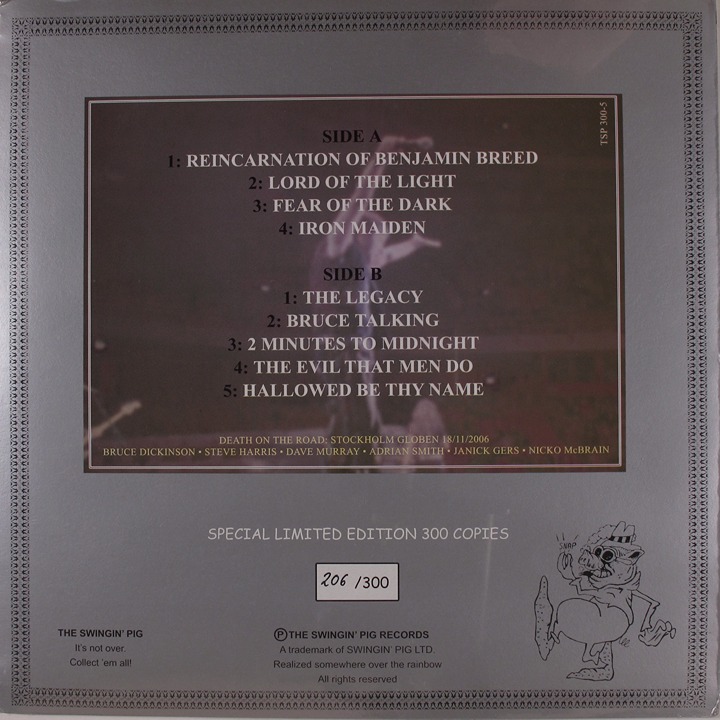 TSP 300-5
SIDE A
1: REINCARNATION OF BENJAMIN BREED
2: LORD OF THE LIGHT
3: FEAR OF THE DARK
4: IRON MAIDEN
SIDE B
1: THE LEGACY
2: BRUCE TALKING
3: 2 MINUTES TO MIDNIGHT
4: THE EVIL THAT MEN DO
5: HALLOWED BE THY NAME
DEATH ON THE ROAD: STOCKHOLM GLOBEN 18/11/2006
BRUCE DICKINSON • STEVE HARRIS • DAVE MURRAY • ADRIAN SMITH • JANICK GERS • NICKO McBRAIN
SPECIAL LIMITED EDITION 300 COPIES
206 /300
SNAP
THE SWINGIN' PIG
It's not over.
Collect 'em all!
Ⓟ THE SWINGIN' PIG RECORDS
A trademark of SWINGIN' PIG LTD.
Realized somewhere over the rainbow
All rights reserved